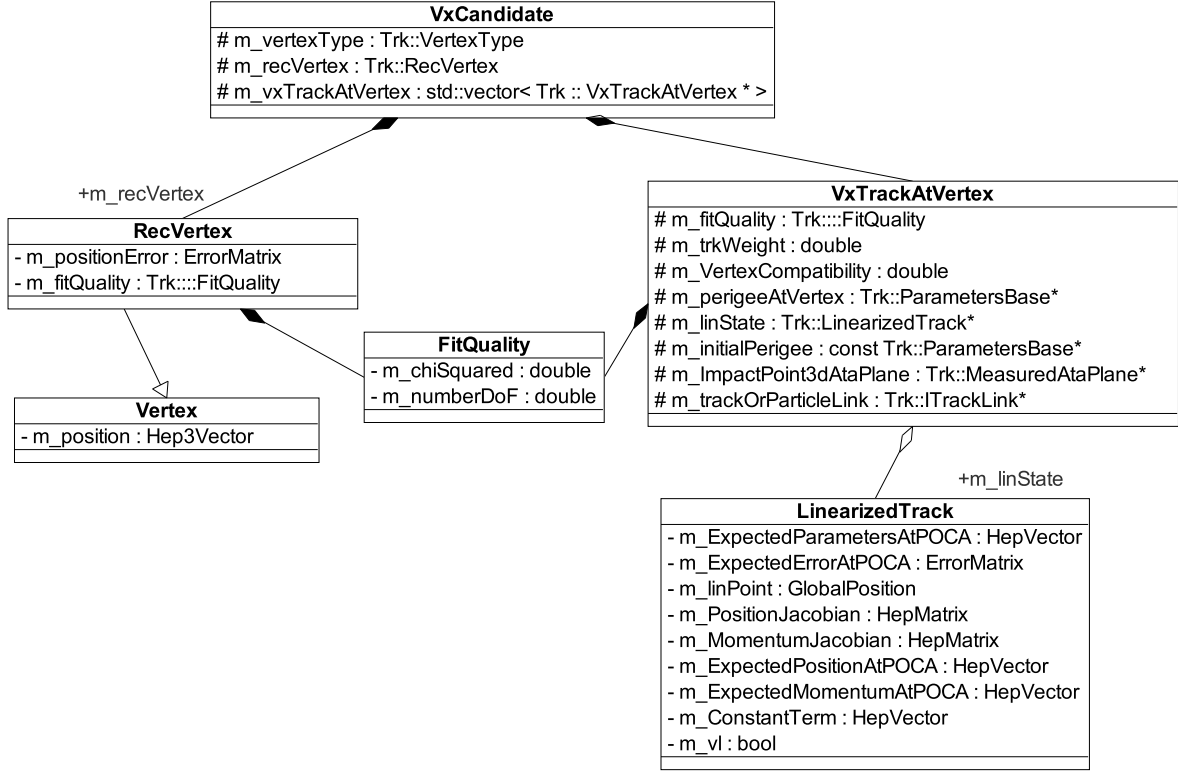 VxCandidate
# m_vertexType : Trk::VertexType
# m_recVertex : Trk::RecVertex
# m_vxTrackAtVertex : std::vector< Trk :: VxTrackAtVertex * >
+m_recVertex
RecVertex
- m_positionError : ErrorMatrix
- m_fitQuality : Trk::::FitQuality
VxTrackAtVertex
# m_fitQuality : Trk::::FitQuality
# m_trkWeight : double
# m_VertexCompatibility : double
# m_perigeeAtVertex : Trk::ParametersBase*
# m_linState : Trk::LinearizedTrack*
# m_initialPerigee : const Trk::ParametersBase*
# m_ImpactPoint3dAtaPlane : Trk::MeasuredAtaPlane*
# m_trackOrParticleLink : Trk::ITrackLink*
FitQuality
- m_chiSquared : double
- m_numberDoF : double
Vertex
- m_position : Hep3Vector
+m_linState
LinearizedTrack
- m_ExpectedParametersAtPOCA : HepVector
- m_ExpectedErrorAtPOCA : ErrorMatrix
- m_linPoint : GlobalPosition
- m_PositionJacobian : HepMatrix
- m_MomentumJacobian : HepMatrix
- m_ExpectedPositionAtPOCA : HepVector
- m_ExpectedMomentumAtPOCA : HepVector
- m_ConstantTerm : HepVector
- m_vl : bool